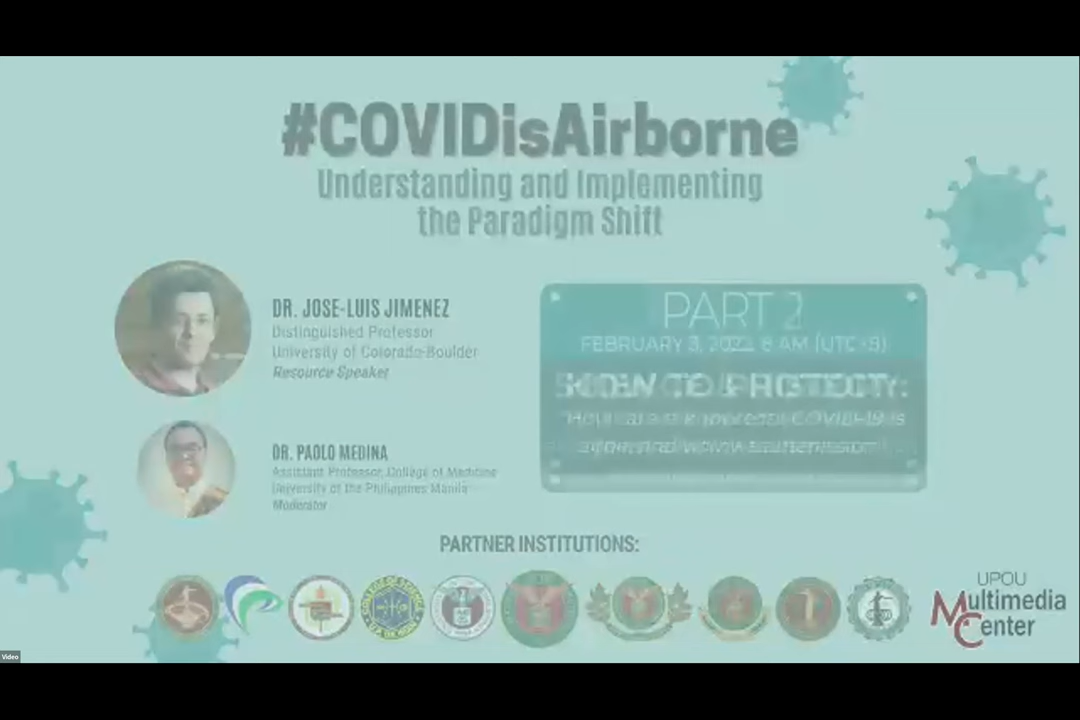 #COVIDisAirborne
Understanding and Implementing
the Paradigm Shift
DR. JOSE-LUIS JIMENEZ
Distinguished Professor
University of Colorado-Boulder
Resource Speaker
PART 2
FEBRUARY 3, 2022, 8 AM (UTC+8)
DR. PAOLO MEDINA
Assistant Professor, College of Medicine
University of the Philippines Manila
Moderator
PARTNER INSTITUTIONS:
UPOU
Multimedia
Center
Video